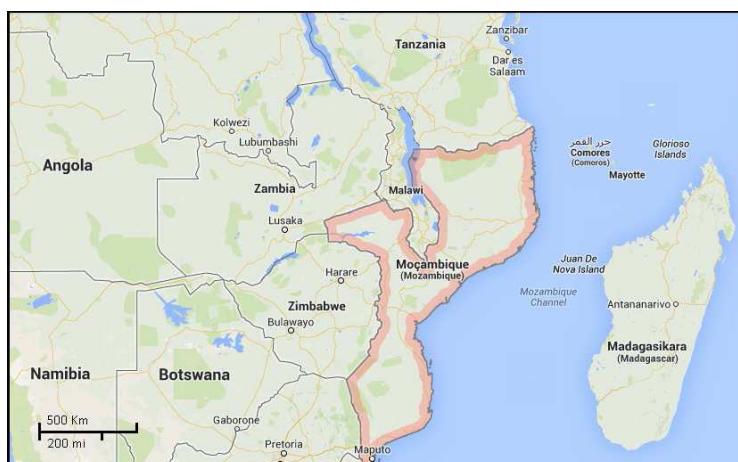 Tanzania
Zanzibar
Dar es
Salaam
Kolwezi
Lubumbashi
Angola
Zambia
Malawi
Lusaka
جزر القمر
Comores
(Comoros)
Glorioso
Islands
Mayotte
Moçambique
(Mozambique)
Juan De
Nova Island
Mozambique
Channel
Harare
Zimbabwe
Bulawayo
Antananarivo
Madagasikara
(Madagascar)
Namibia
Botswana
500 Km
200 mi
Gaborone
Pretoria
Maputo